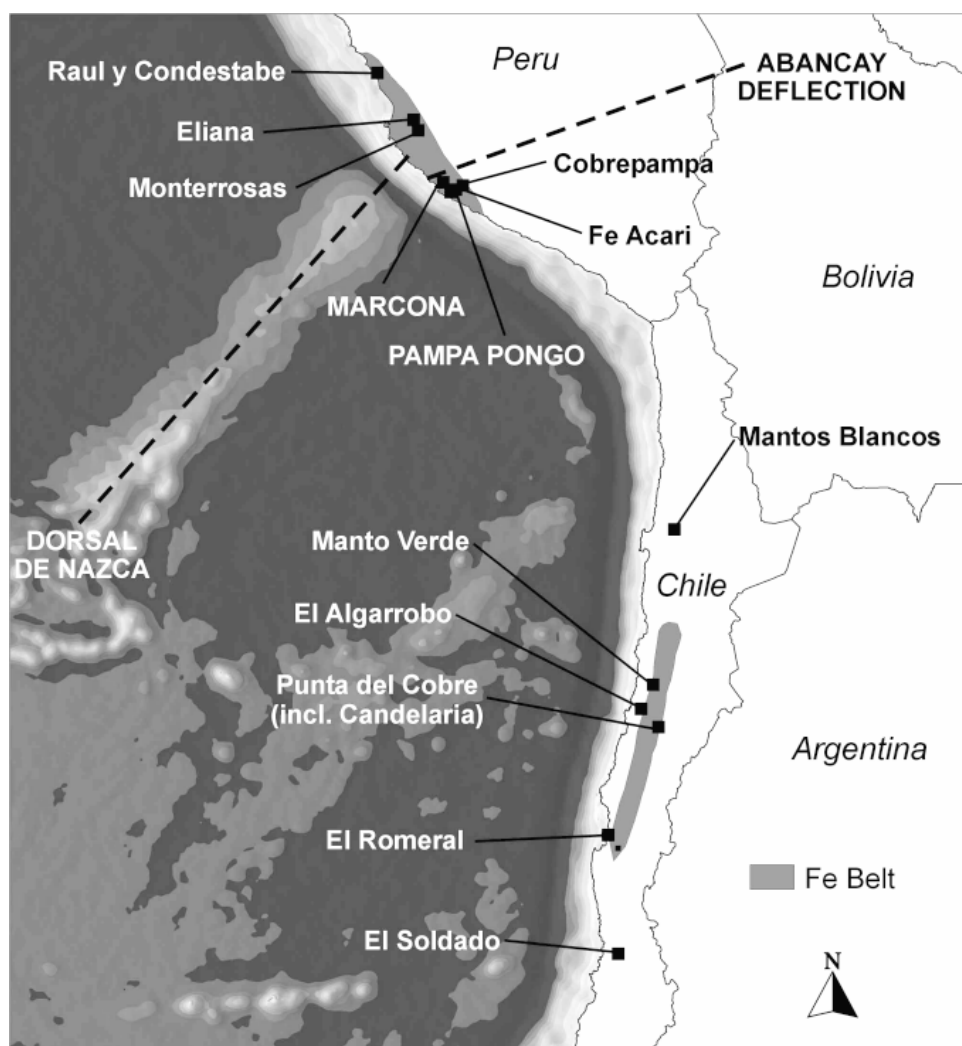 Peru
Raul y Condestabe
ABANCAY
DEFLECTION
Eliana
Cobrepampa
Monterrosas
Fe Acari
Bolivia
MARCONA
PAMPA PONGO
Mantos Blancos
DORSAL
DE NAZCA
Manto Verde
Chile
El Algarrobo
Punta del Cobre
(incl. Candelaria)
Argentina
El Romeral
Fe Belt
El Soldado
N